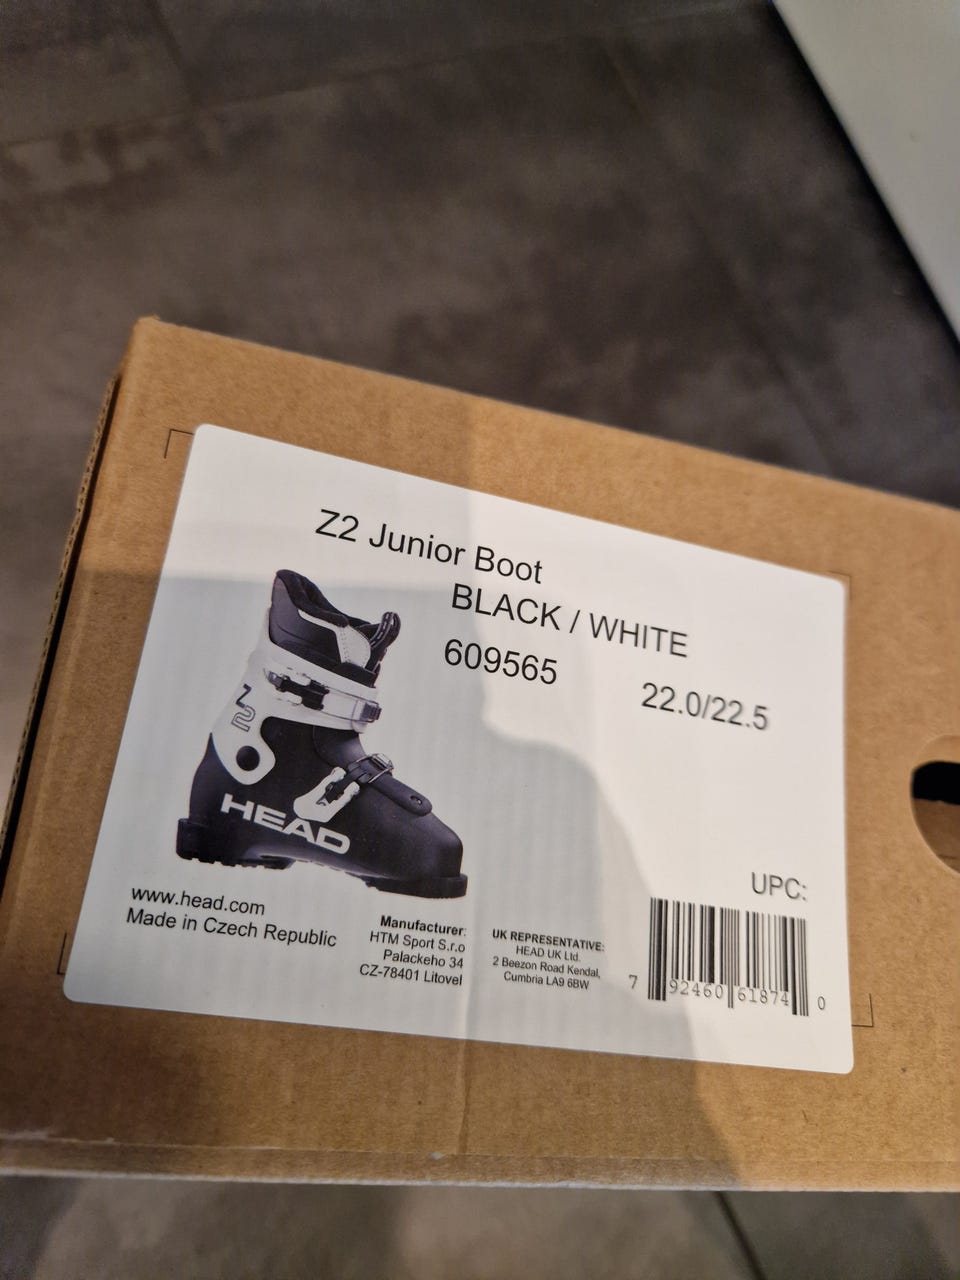 Z2 Junior Boot
BLACK / WHITE
609565
22.0/22.5
Z2
HEAD
www.head.com
Made in Czech Republic
Manufacturer:
HTM Sport S.r.o
Palackeho 34
CZ-78401 Litovel
UK REPRESENTATIVE:
HEAD UK Ltd.
2 Beezon Road Kendal,
Cumbria LA9 6BW
UPC:
7 92460 61874 0